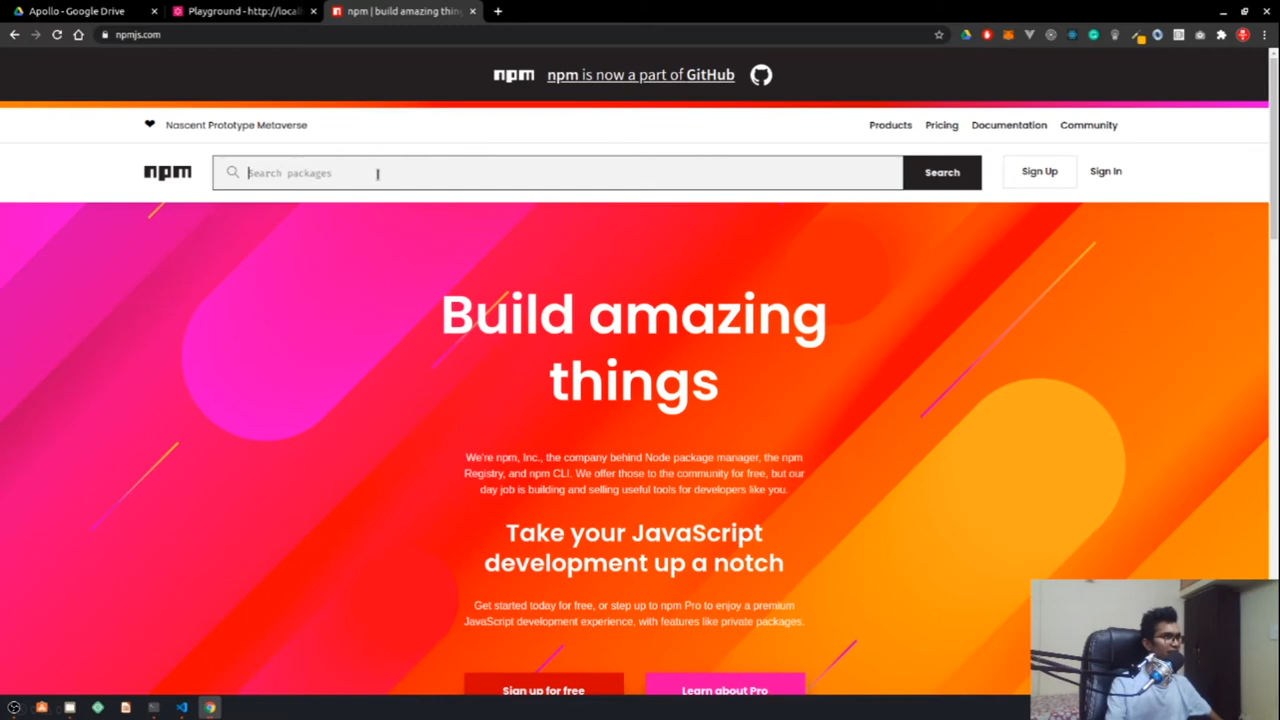 Apollo - Google Drive
Playground - http://local
npm | build amazing thin
npmjs.com
npm npm is now a part of GitHub
Nascent Prototype Metaverse
Products Pricing Documentation Community
npm Search packages Search Sign Up Sign In
Build amazing
things
We're npm, Inc., the company behind Node package manager, the npm
Registry, and npm CLI. We offer those to the community for free, but our
day job is building and selling useful tools for developers like you.
Take your JavaScript
development up a notch
Get started today for free, or step up to npm Pro to enjoy a premium
JavaScript development experience, with features like private packages.
Sign up for free Learn about Pro